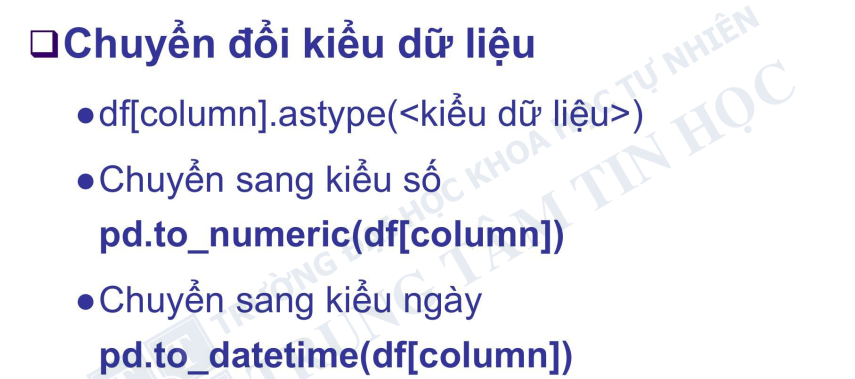 Chuyển đổi kiểu dữ liệu
●df[column].astype(<kiểu dữ liệu>)
●Chuyển sang kiểu số
pd.to_numeric(df[column])
●Chuyển sang kiểu ngày
pd.to_datetime(df[column])
TRƯỜNG ĐẠI HỌC KHOA HỌC TỰ NHIÊN
TRUNG TÂM TIN HỌC